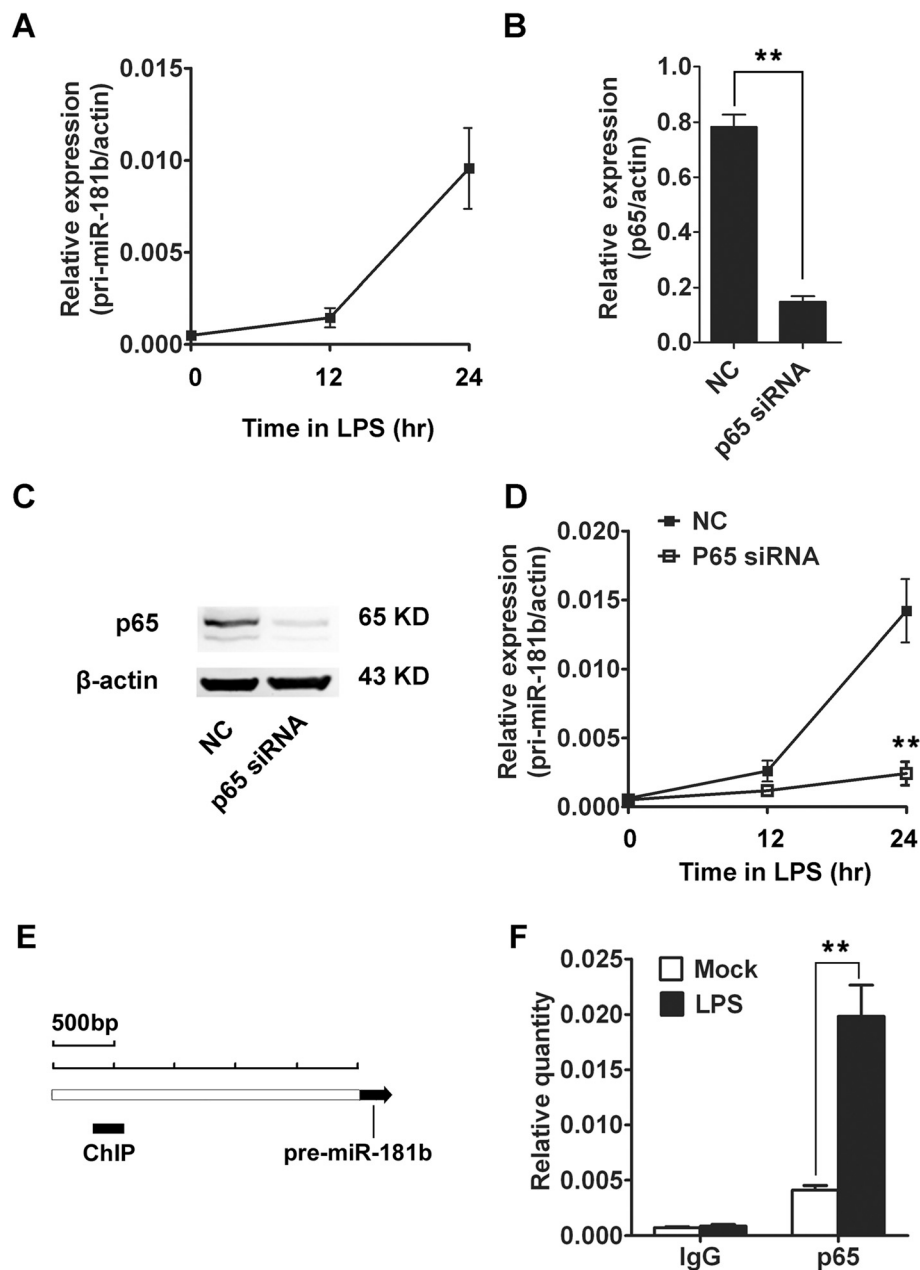 A
Relative expression
(pri-miR-181b/actin)
0.015
0.010
0.005
0.000
0
12
24
Time in LPS (hr)
B
**
Relative expression
(p65/actin)
1.0
0.8
0.6
0.4
0.2
0.0
NC
p65 siRNA
C
p65
65 KD
β-actin
43 KD
NC
p65 siRNA
D
NC
P65 siRNA
Relative expression
(pri-miR-181b/actin)
0.020
0.015
0.010
0.005
0.000
**
0
12
24
Time in LPS (hr)
E
500bp
ChIP
pre-miR-181b
F
Mock
LPS
**
Relative quantity
0.025
0.020
0.015
0.010
0.005
0.000
IgG
p65